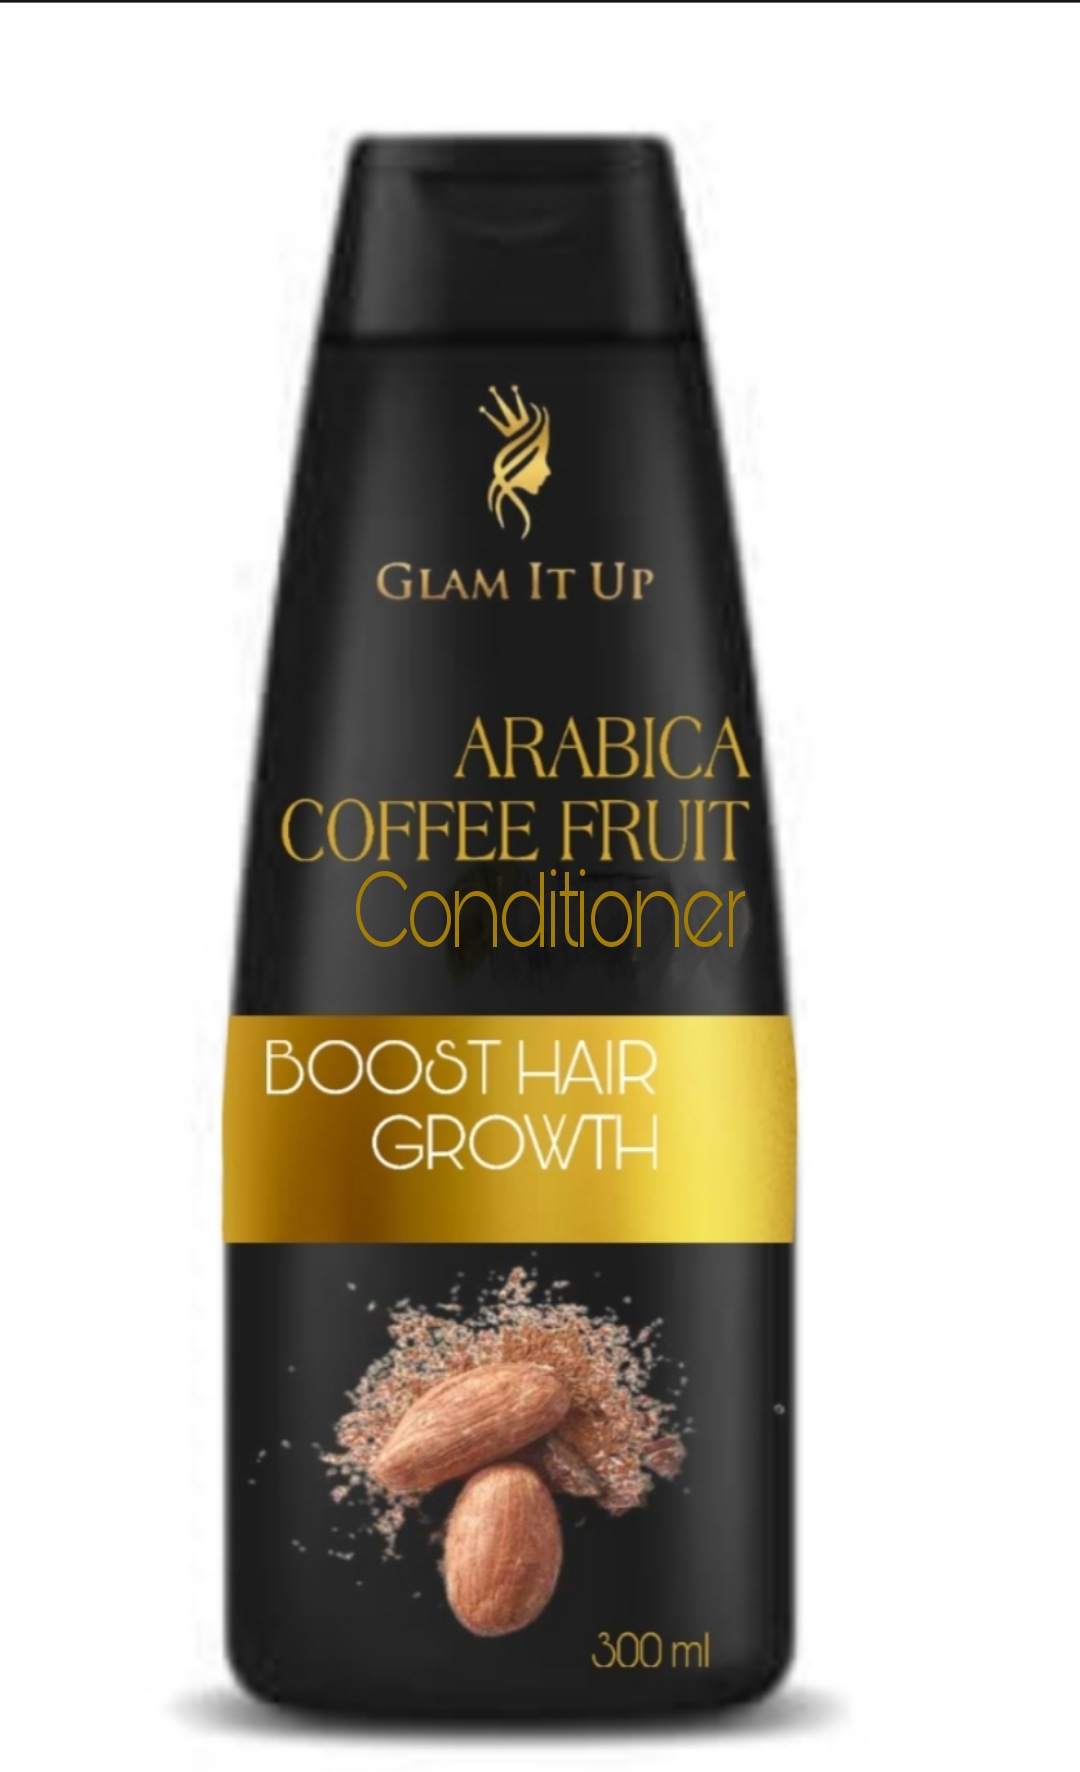 GLAM IT UP
ARABICA
COFFEE FRUIT
Conditioner
BOOST HAIR
GROWTH
300 ml